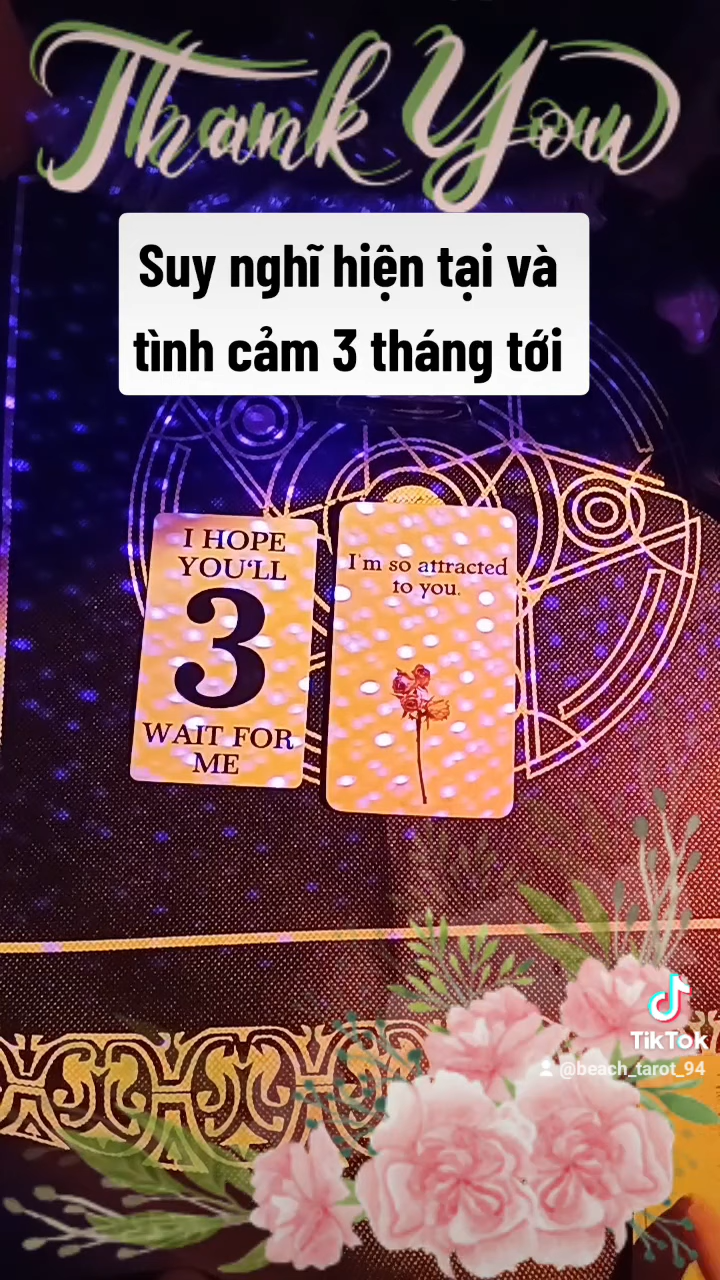 Thank You
Suy nghĩ hiện tại và
tình cảm 3 tháng tới
I HOPE
YOU'LL
3
WAIT FOR
ME
I'm so attracted
to you.
TikTok
@beach_tarot_94